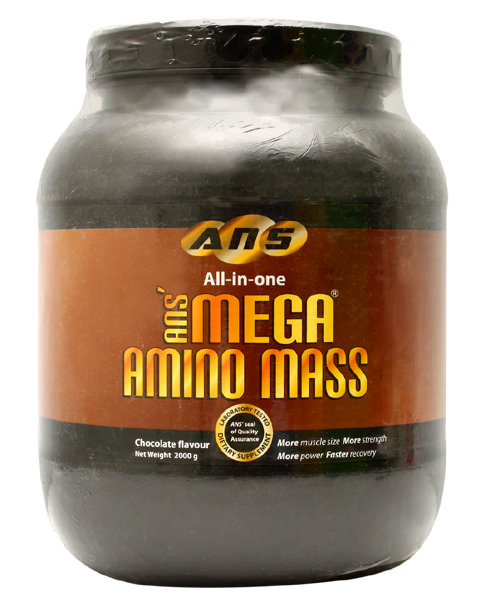 ANS
All-in-one
ANS' MEGA®
AMINO MASS
LABORATORY TESTED
ANS' seal
of Quality
Assurance
DIETARY SUPPLEMENT
Chocolate flavour
Net Weight 2000 g
More muscle size More strength
More power Faster recovery